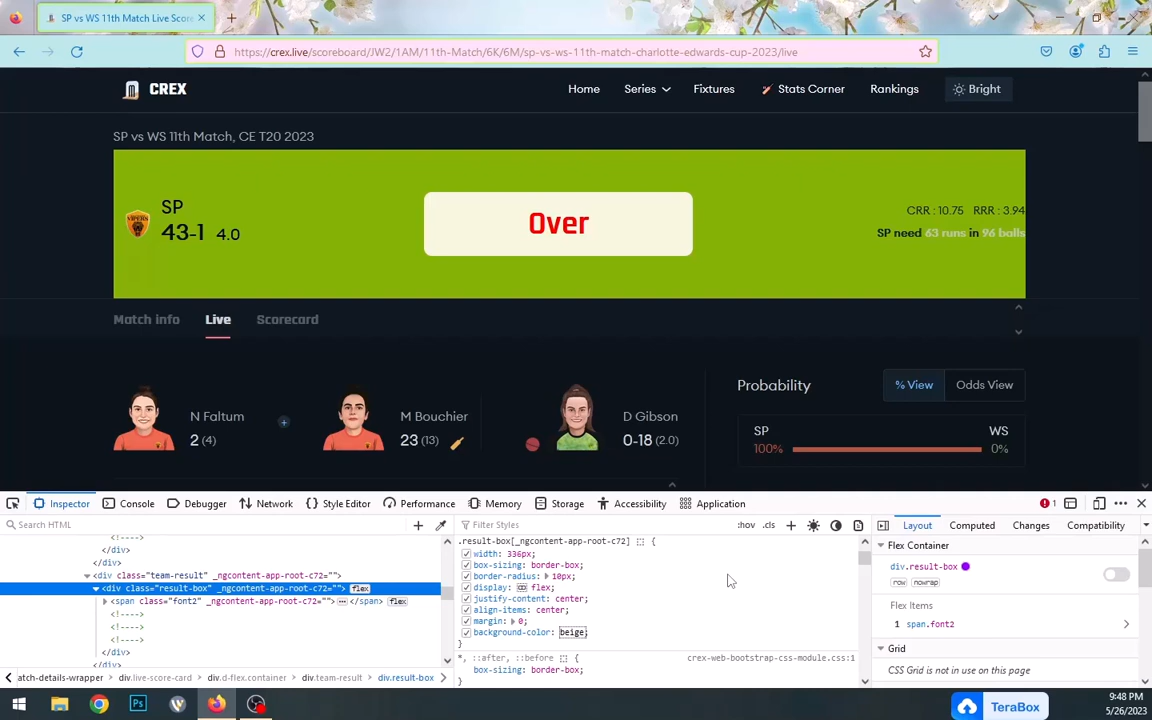 SP vs WS 11th Match Live Score
https://crex.live/scoreboard/JW2/1AM/11th-Match/6K/6M/sp-vs-ws-11th-match-charlotte-edwards-cup-2023/live
CREX
Home Series Fixtures Stats Corner Rankings Bright
SP vs WS 11th Match, CE T20 2023
SP
43-1 4.0
Over
CRR : 10.75 RRR : 3.94
SP need 63 runs in 96 balls
Match info Live Scorecard
N Faltum
2 (4)
M Bouchier
23 (13)
D Gibson
0-18 (2.0)
Probability
% View Odds View
SP WS
100% 0%
Inspector Console Debugger Network Style Editor Performance Memory Storage Accessibility Application 1
Search HTML
<!---->
</div>
</div>
<div class="team-result" _ngcontent-app-root-c72="">
<div class="result-box" _ngcontent-app-root-c72=""> flex
<span class="font2" _ngcontent-app-root-c72=""> </span> flex
<!---->
<!---->
<!---->
</div>
</div>
atch-details-wrapper div.live-score-card div.d-flex.container div.team-result div.result-box
Filter Styles :hov .cls
.result-box[_ngcontent-app-root-c72] {
width: 336px;
box-sizing: border-box;
border-radius: 10px;
display: flex;
justify-content: center;
align-items: center;
margin: 0;
background-color: beige;
}
*, ::after, ::before { crex-web-bootstrap-css-module.css:1
box-sizing: border-box;
}
Layout Computed Changes Compatibility
Flex Container
div.result-box
row nowrap
Flex Items
1 span.font2
Grid
CSS Grid is not in use on this page
Ps
TeraBox
9:48 PM
5/26/2023